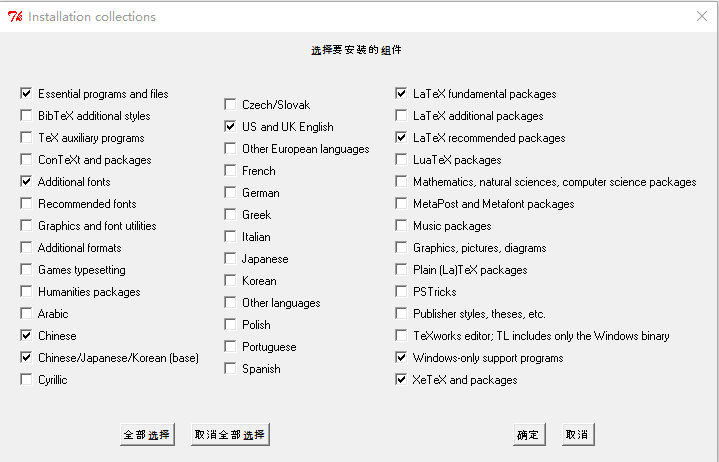 Installation collections
选择要安装的组件
Essential programs and files
BibTeX additional styles
TeX auxiliary programs
ConTeXt and packages
Additional fonts
Recommended fonts
Graphics and font utilities
Additional formats
Games typesetting
Humanities packages
Arabic
Chinese
Chinese/Japanese/Korean (base)
Cyrillic
Czech/Slovak
US and UK English
Other European languages
French
German
Greek
Italian
Japanese
Korean
Other languages
Polish
Portuguese
Spanish
LaTeX fundamental packages
LaTeX additional packages
LaTeX recommended packages
LuaTeX packages
Mathematics, natural sciences, computer science packages
MetaPost and Metafont packages
Music packages
Graphics, pictures, diagrams
Plain (La)TeX packages
PSTricks
Publisher styles, theses, etc.
TeXworks editor; TL includes only the Windows binary
Windows-only support programs
XeTeX and packages
全部选择
取消全部选择
确定
取消